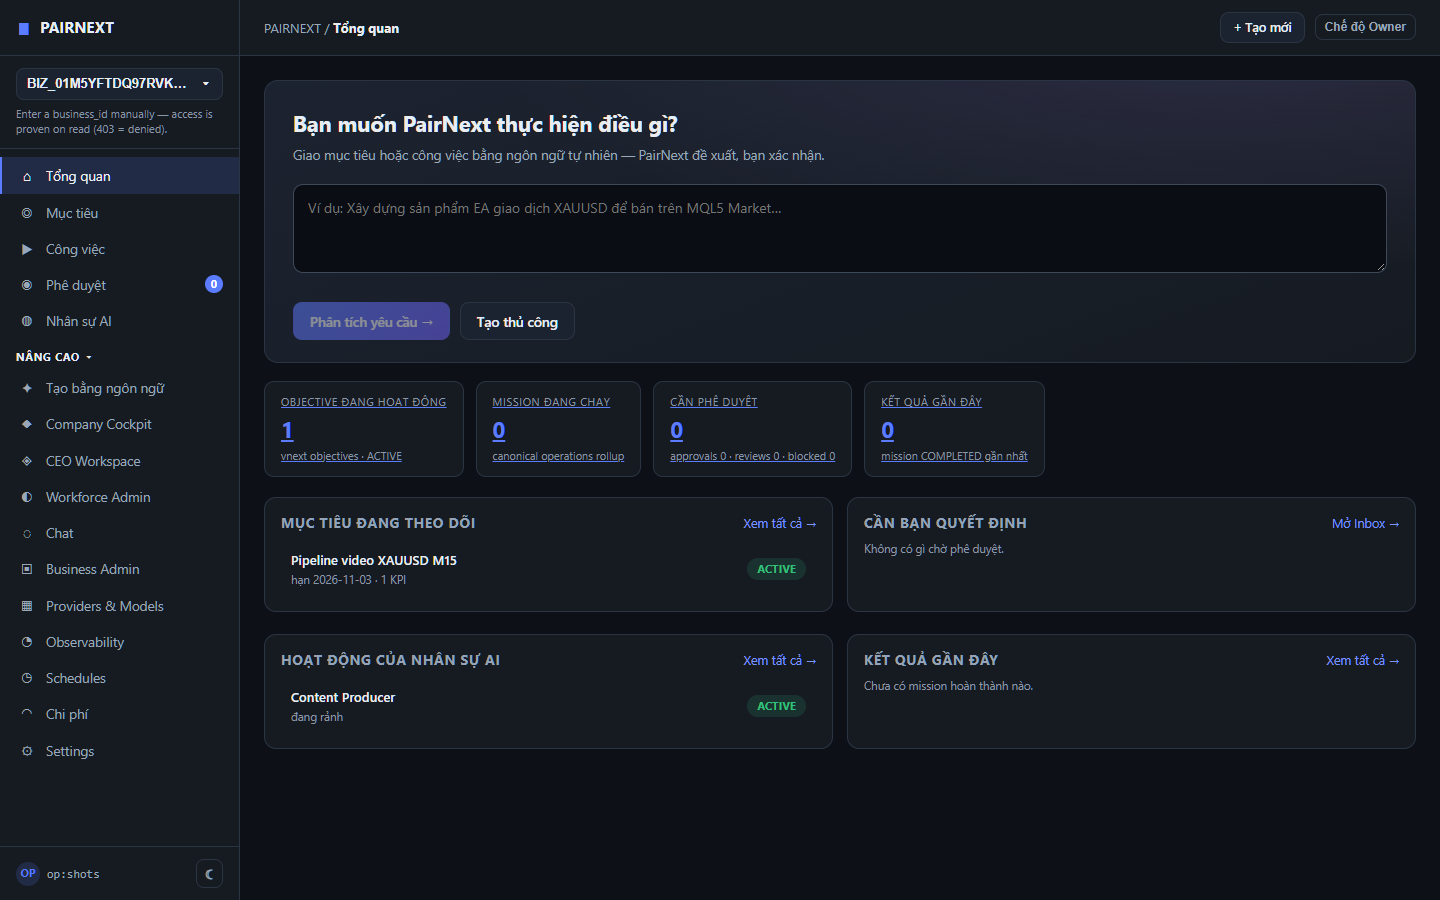 PAIRNEXT
BIZ_01M5YFTDQ97RVK...
Enter a business_id manually — access is
proven on read (403 = denied).
Tổng quan
Mục tiêu
Công việc
Phê duyệt 0
Nhân sự AI
NÂNG CAO
Tạo bằng ngôn ngữ
Company Cockpit
CEO Workspace
Workforce Admin
Chat
Business Admin
Providers & Models
Observability
Schedules
Chi phí
Settings
OP op:shots
PAIRNEXT / Tổng quan
+ Tạo mới
Chế độ Owner
Bạn muốn PairNext thực hiện điều gì?
Giao mục tiêu hoặc công việc bằng ngôn ngữ tự nhiên — PairNext đề xuất, bạn xác nhận.
Ví dụ: Xây dựng sản phẩm EA giao dịch XAUUSD để bán trên MQL5 Market...
Phân tích yêu cầu →
Tạo thủ công
OBJECTIVE ĐANG HOẠT ĐỘNG
1
vnext objectives · ACTIVE
MISSION ĐANG CHẠY
0
canonical operations rollup
CẦN PHÊ DUYỆT
0
approvals 0 · reviews 0 · blocked 0
KẾT QUẢ GẦN ĐÂY
0
mission COMPLETED gần nhất
MỤC TIÊU ĐANG THEO DÕI
Xem tất cả →
Pipeline video XAUUSD M15
hạn 2026-11-03 · 1 KPI
ACTIVE
CẦN BẠN QUYẾT ĐỊNH
Mở Inbox →
Không có gì chờ phê duyệt.
HOẠT ĐỘNG CỦA NHÂN SỰ AI
Xem tất cả →
Content Producer
đang rảnh
ACTIVE
KẾT QUẢ GẦN ĐÂY
Xem tất cả →
Chưa có mission hoàn thành nào.